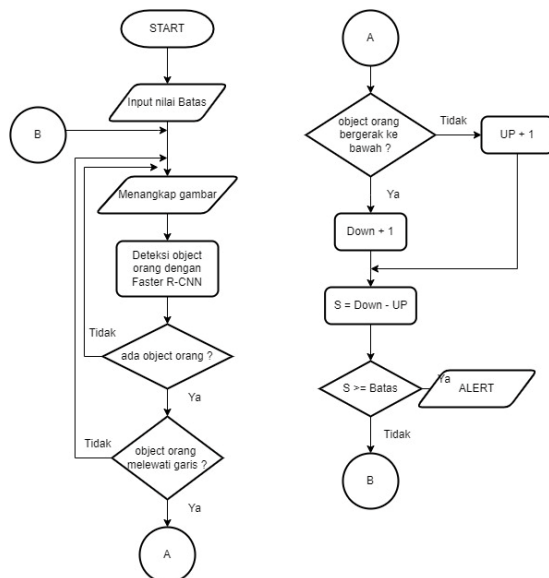 START
Input nilai Batas
B
Menangkap gambar
Deteksi object
orang dengan
Faster R-CNN
Tidak
ada object orang ?
Ya
Tidak
object orang
melewati garis ?
Ya
A
A
object orang
bergerak ke
bawah ?
Tidak
UP + 1
Ya
Down + 1
S = Down - UP
S >= Batas
Ya
ALERT
Tidak
B